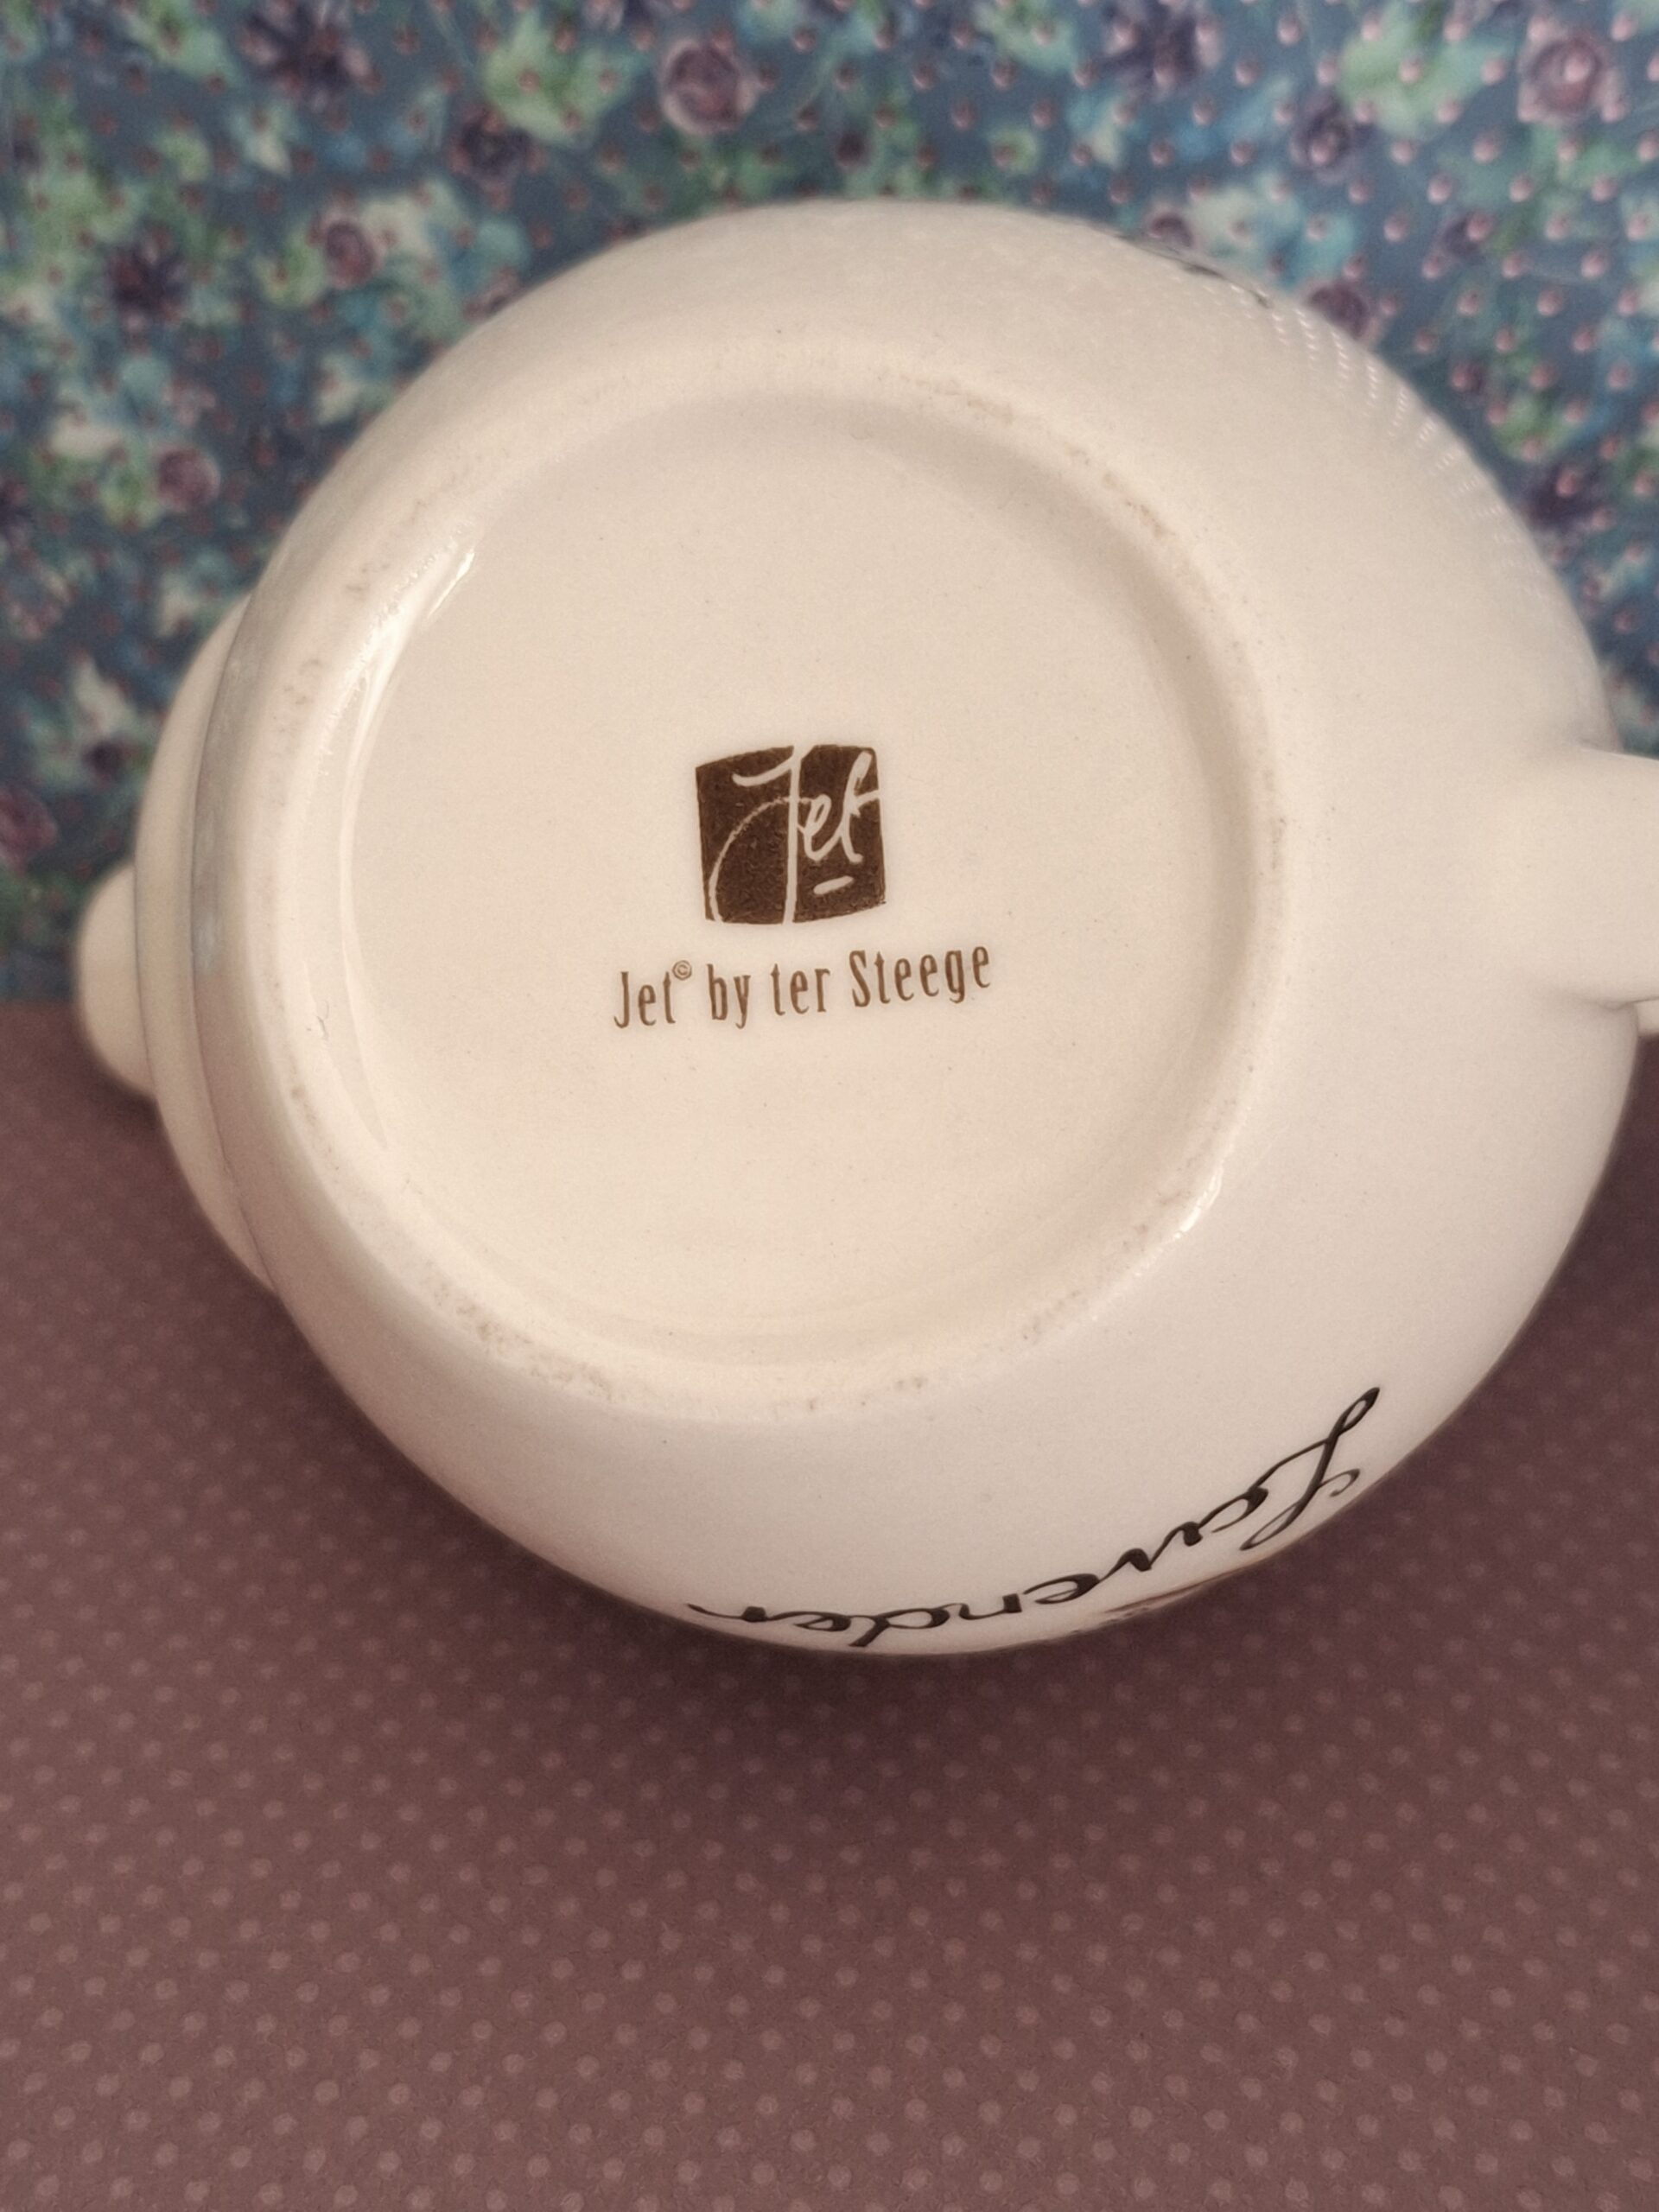 Jet
Jet© by ter Steege
Lavender